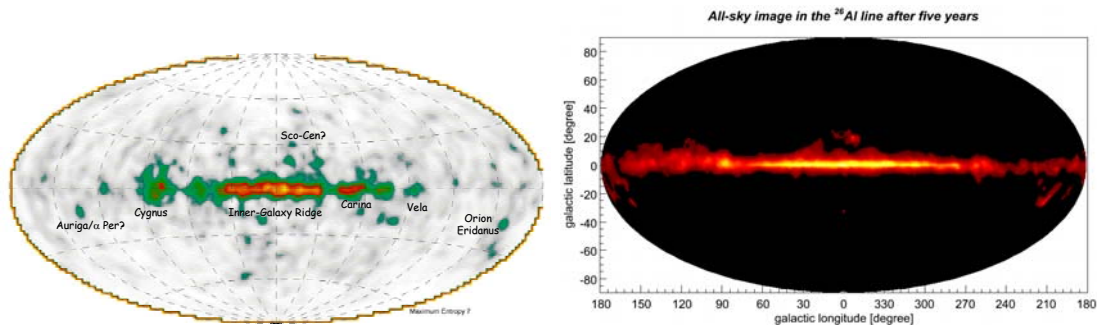 Sco-Cen?
Cygnus
Inner-Galaxy Ridge
Carina
Vela
Auriga/α Per?
Orion
Eridanus
Maximum Entropy 7
All-sky image in the ²⁶Al line after five years
galactic latitude [degree]
80
60
40
20
0
-20
-40
-60
-80
180 150 120 90 60 30 0 330 300 270 240 210 180
galactic longitude [degree]